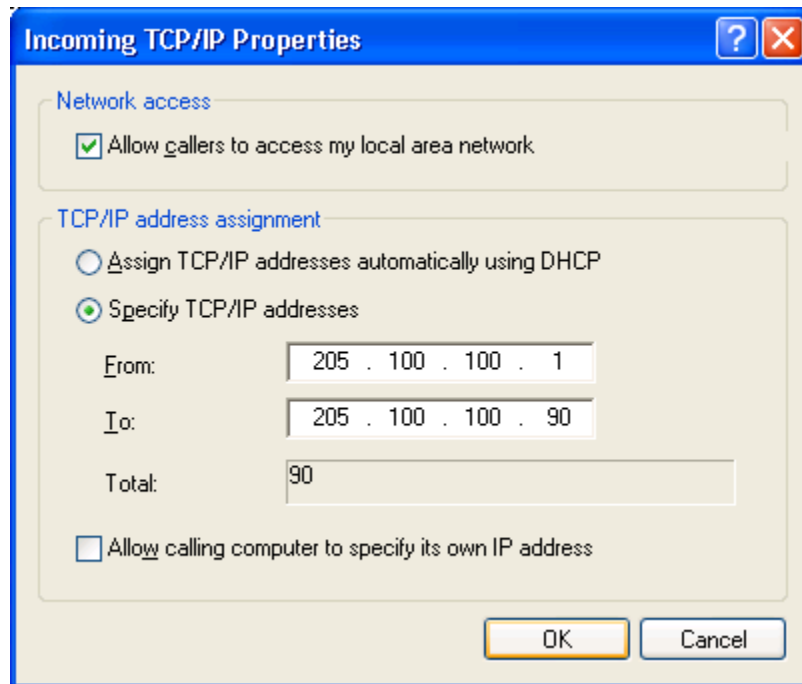 Incoming TCP/IP Properties
Network access
Allow callers to access my local area network
TCP/IP address assignment
Assign TCP/IP addresses automatically using DHCP
Specify TCP/IP addresses
From: 205 . 100 . 100 . 1
To: 205 . 100 . 100 . 90
Total: 90
Allow calling computer to specify its own IP address
OK Cancel